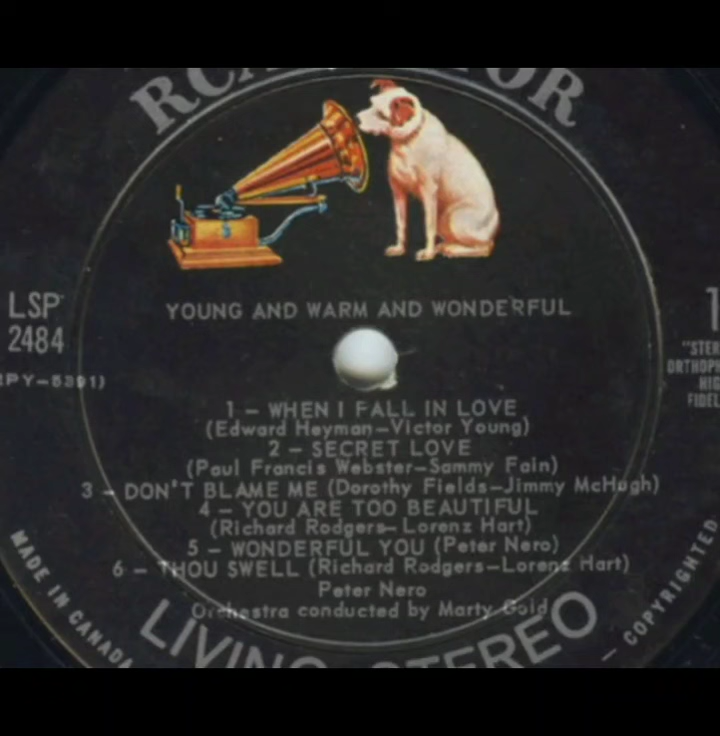 LSP
2484
YOUNG AND WARM AND WONDERFUL
1 – WHEN I FALL IN LOVE
(Edward Heyman–Victor Young)
2 – SECRET LOVE
(Paul Francis Webster–Sammy Fain)
3 – DON'T BLAME ME (Dorothy Fields–Jimmy McHugh)
4 – YOU ARE TOO BEAUTIFUL
(Richard Rodgers– Lorenz Hart)
5 – WONDERFUL YOU (Peter Nero)
6 – THOU SWELL (Richard Rodgers–Lorenz Hart)
Peter Nero
Orchestra conducted by Marty Gold
MADE IN CANADA
LIVING STEREO
— COPYRIGHTED